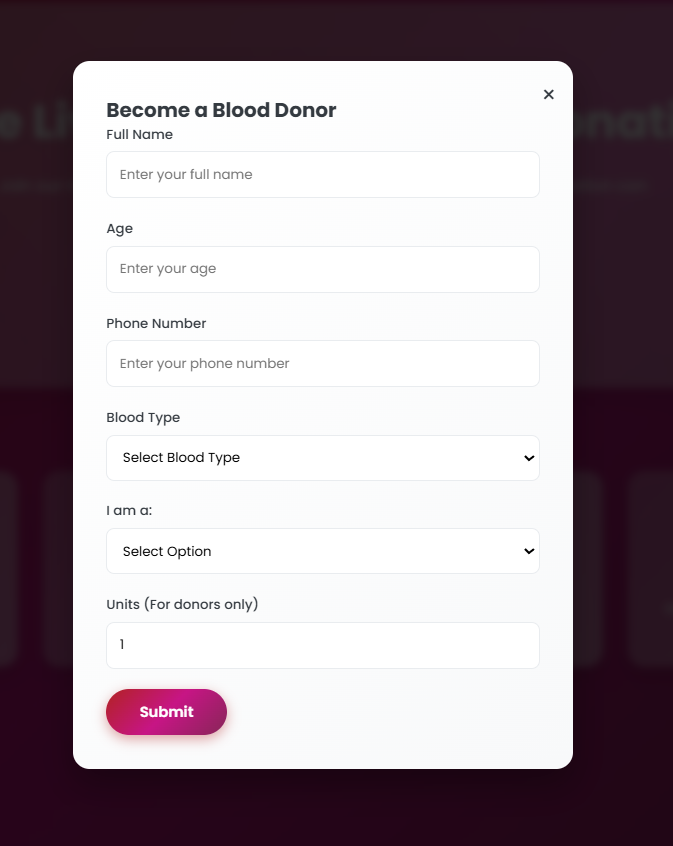 Become a Blood Donor
×
Full Name
Enter your full name
Age
Enter your age
Phone Number
Enter your phone number
Blood Type
Select Blood Type
I am a:
Select Option
Units (For donors only)
1
Submit